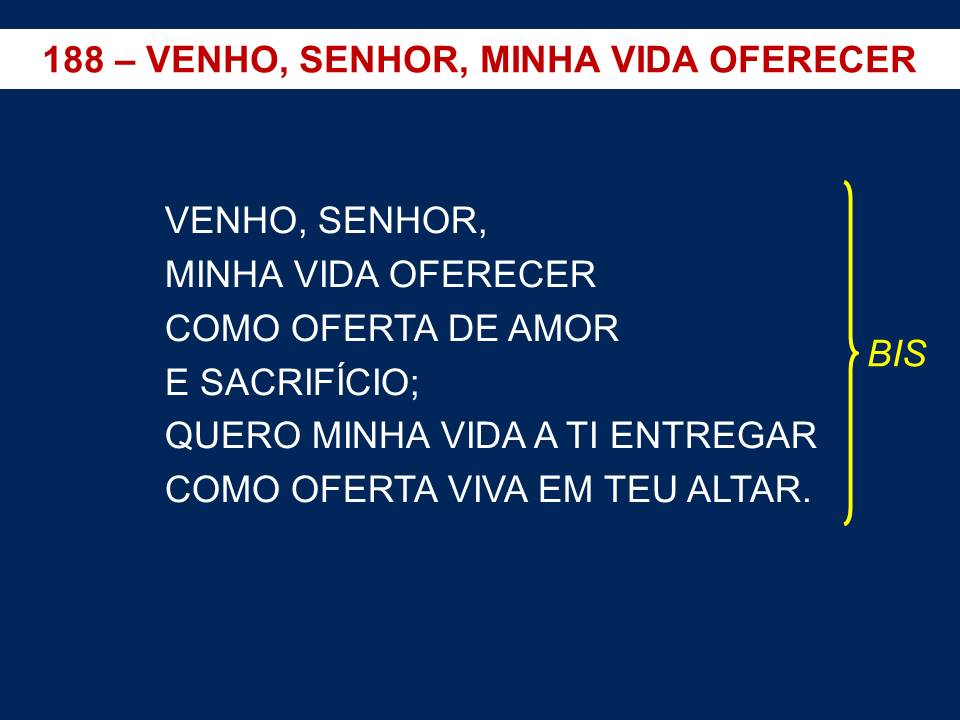 188 – VENHO, SENHOR, MINHA VIDA OFERECER
VENHO, SENHOR,
MINHA VIDA OFERECER
COMO OFERTA DE AMOR
E SACRIFÍCIO;
QUERO MINHA VIDA A TI ENTREGAR
COMO OFERTA VIVA EM TEU ALTAR.
BIS